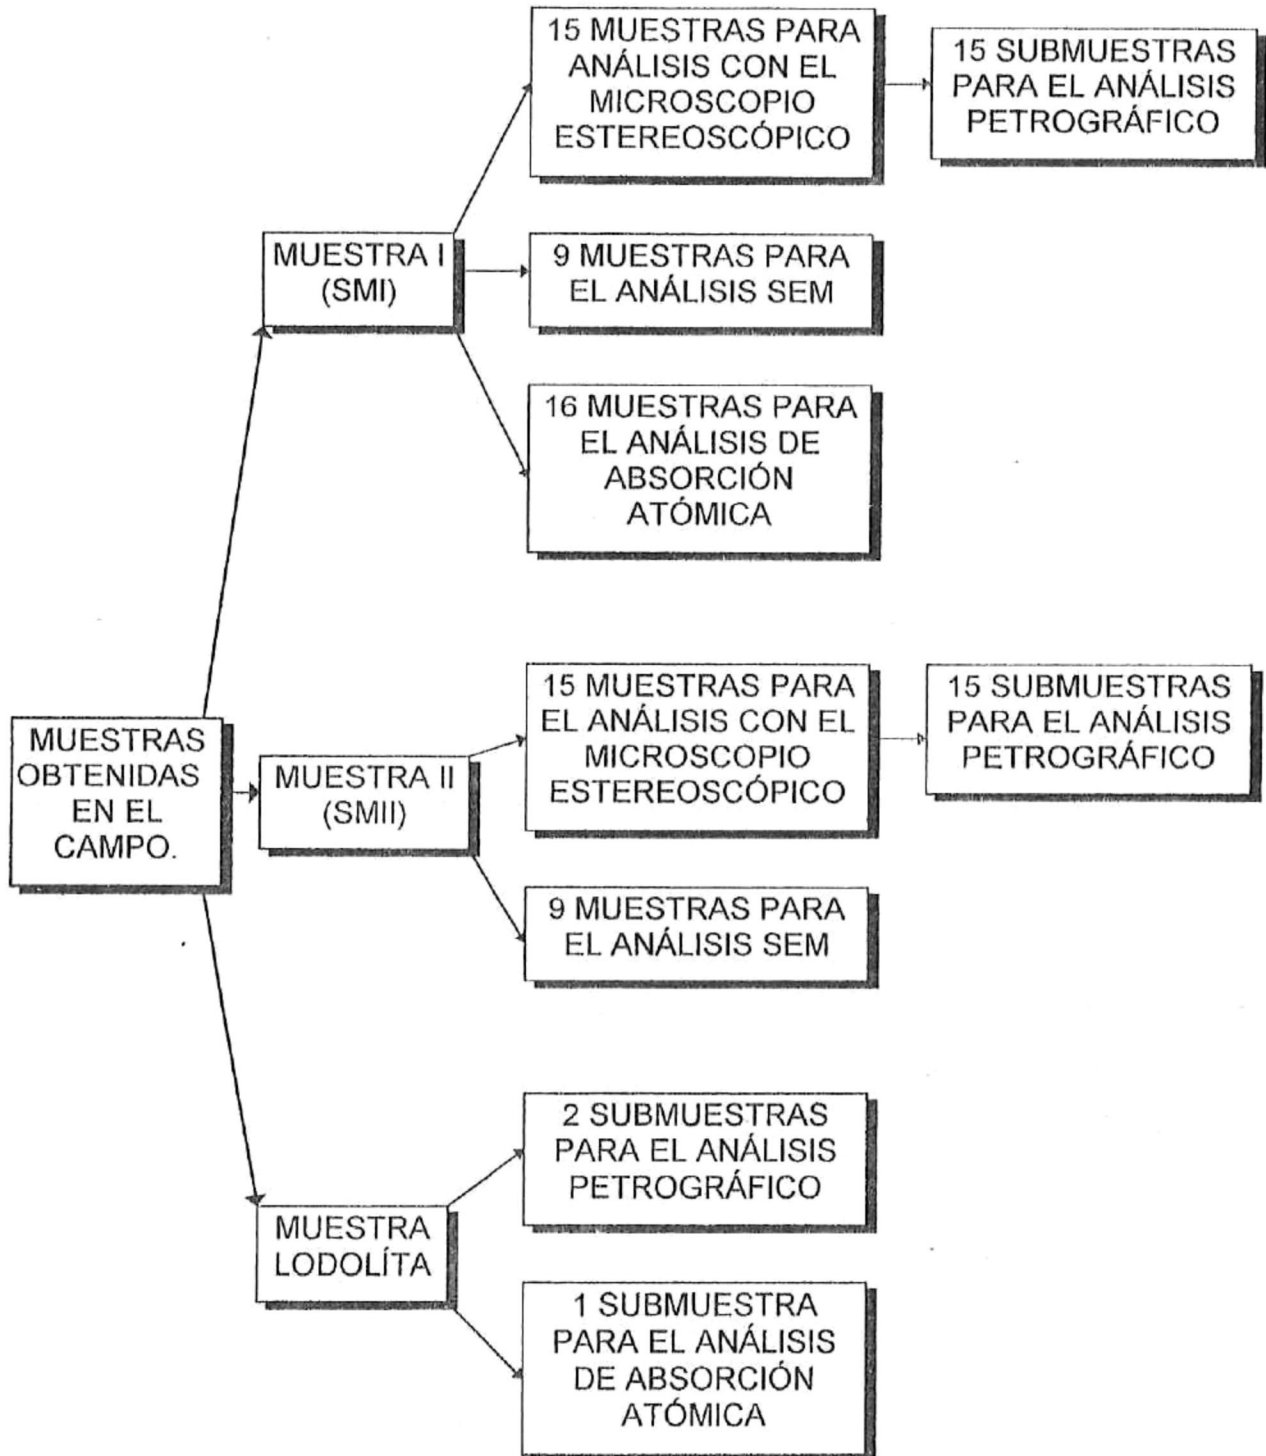 15 MUESTRAS PARA
ANÁLISIS CON EL
MICROSCOPIO
ESTEREOSCÓPICO
15 SUBMUESTRAS
PARA EL ANÁLISIS
PETROGRÁFICO
MUESTRA I
(SMI)
9 MUESTRAS PARA
EL ANÁLISIS SEM
16 MUESTRAS PARA
EL ANÁLISIS DE
ABSORCIÓN
ATÓMICA
MUESTRAS
OBTENIDAS
EN EL
CAMPO.
MUESTRA II
(SMII)
15 MUESTRAS PARA
EL ANÁLISIS CON EL
MICROSCOPIO
ESTEREOSCÓPICO
15 SUBMUESTRAS
PARA EL ANÁLISIS
PETROGRÁFICO
9 MUESTRAS PARA
EL ANÁLISIS SEM
MUESTRA
LODOLÍTA
2 SUBMUESTRAS
PARA EL ANÁLISIS
PETROGRÁFICO
1 SUBMUESTRA
PARA EL ANÁLISIS
DE ABSORCIÓN
ATÓMICA